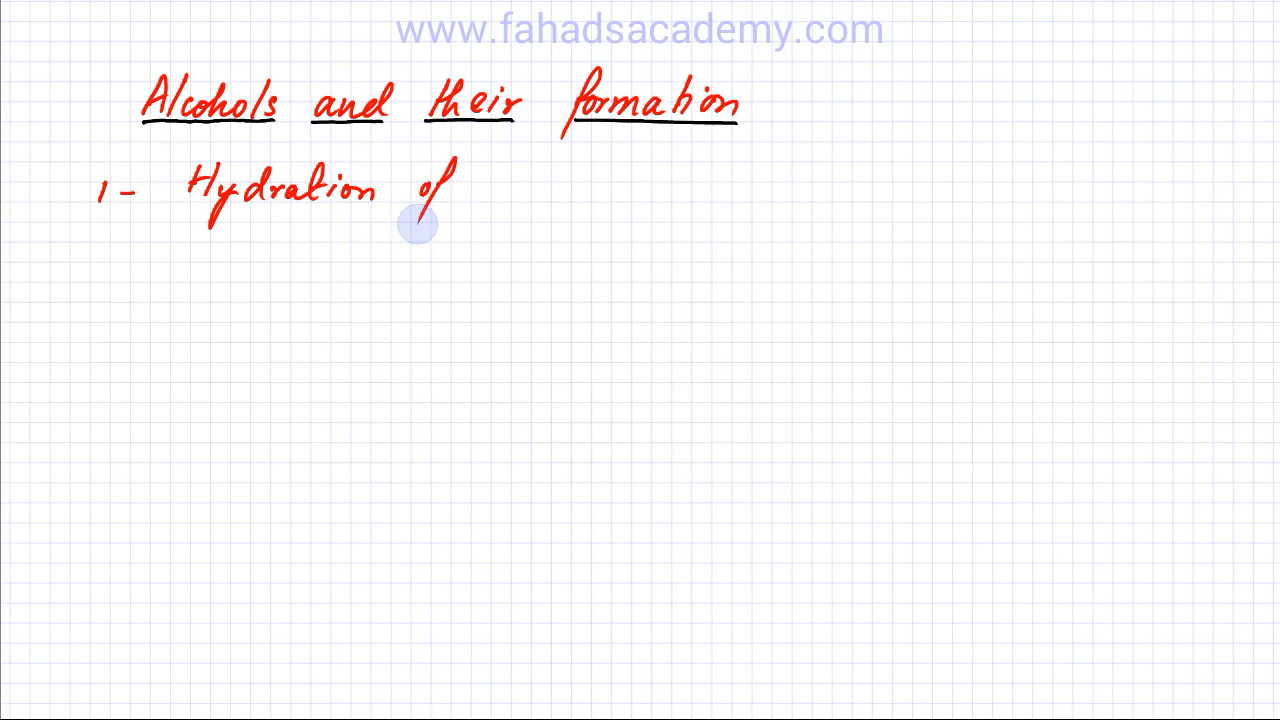 www.fahadsacademy.com
Alcohols and their formation
1- Hydration of